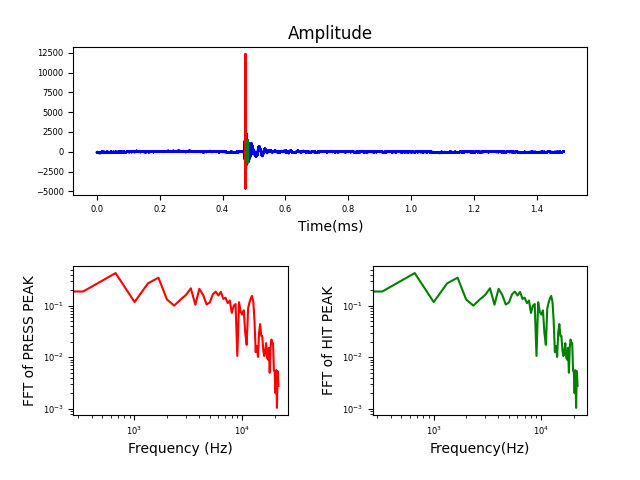 Amplitude
12500
10000
7500
5000
2500
0
−2500
−5000
0.0 0.2 0.4 0.6 0.8 1.0 1.2 1.4
Time(ms)
FFT of PRESS PEAK
10⁻¹
10⁻²
10⁻³
10³ 10⁴
Frequency (Hz)
FFT of HIT PEAK
10⁻¹
10⁻²
10⁻³
10³ 10⁴
Frequency(Hz)